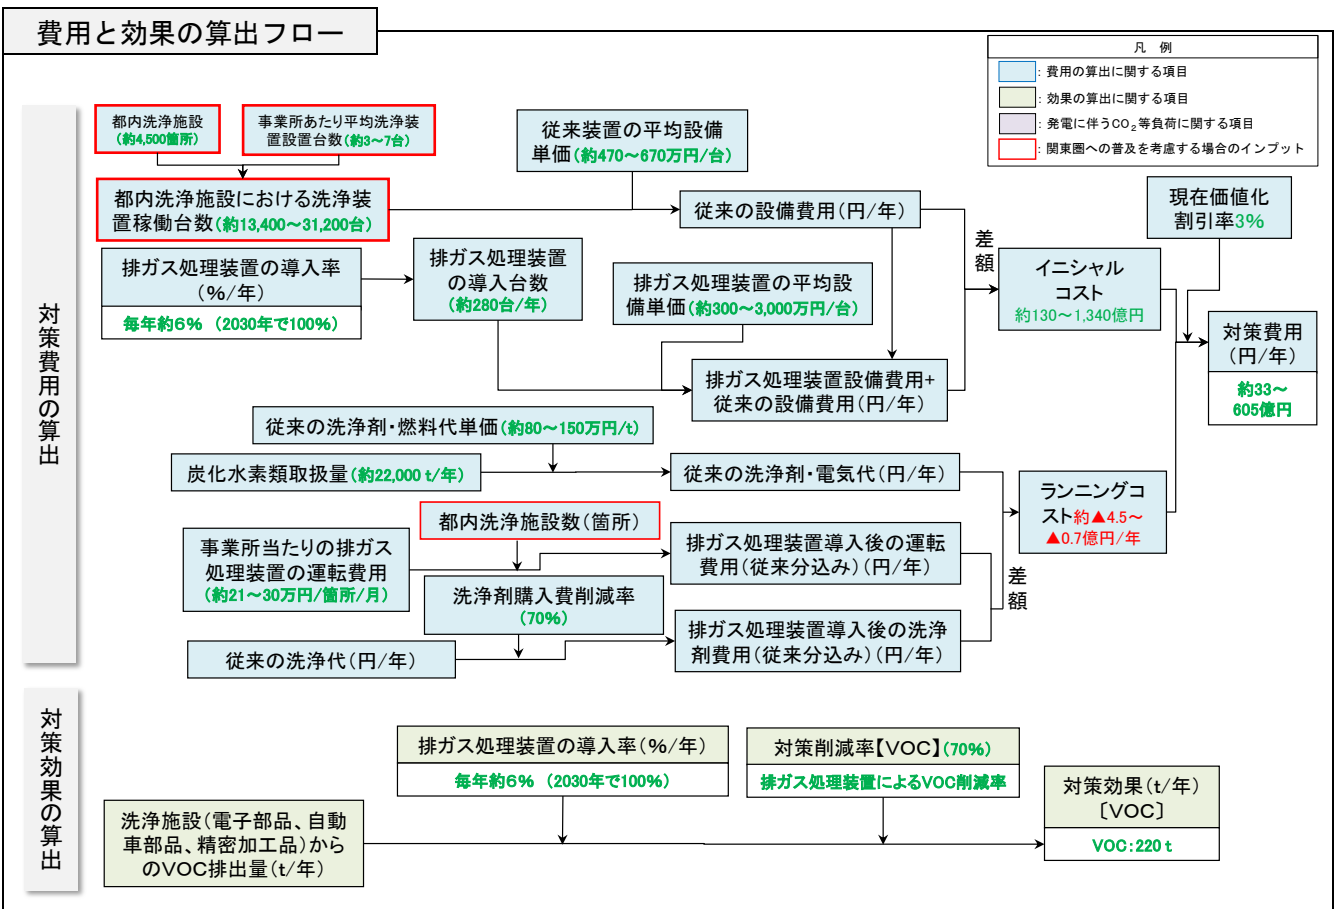 費用と効果の算出フロー
凡 例
：費用の算出に関する項目
：効果の算出に関する項目
：発電に伴うCO₂等負荷に関する項目
：関東圏への普及を考慮する場合のインプット
対策費用の算出
都内洗浄施設
(約4,500箇所)
事業所あたり平均洗浄装
置設置台数(約3～7台)
従来装置の平均設備
単価(約470～670万円/台)
都内洗浄施設における洗浄装
置稼働台数(約13,400～31,200台)
従来の設備費用(円/年)
現在価値化
割引率3%
差額
排ガス処理装置の導入率
(%/年)
毎年約6% (2030年で100%)
排ガス処理装置
の導入台数
(約280台/年)
排ガス処理装置の平均設
備単価(約300～3,000万円/台)
イニシャル
コスト
約130～1,340億円
対策費用
(円/年)
約33～
605億円
排ガス処理装置設備費用+
従来の設備費用(円/年)
従来の洗浄剤・燃料代単価(約80～150万円/t)
炭化水素類取扱量(約22,000 t/年)
従来の洗浄剤・電気代(円/年)
ランニングコ
スト約▲4.5～
▲0.7億円/年
都内洗浄施設数(箇所)
事業所当たりの排ガス
処理装置の運転費用
(約21～30万円/箇所/月)
排ガス処理装置導入後の運転
費用(従来分込み)(円/年)
差額
洗浄剤購入費削減率
(70%)
従来の洗浄代(円/年)
排ガス処理装置導入後の洗浄
剤費用(従来分込み)(円/年)
対策効果の算出
排ガス処理装置の導入率(%/年)
毎年約6% (2030年で100%)
対策削減率【VOC】(70%)
排ガス処理装置によるVOC削減率
洗浄施設(電子部品、自動
車部品、精密加工品)から
のVOC排出量(t/年)
対策効果(t/年)
〔VOC〕
VOC：220 t